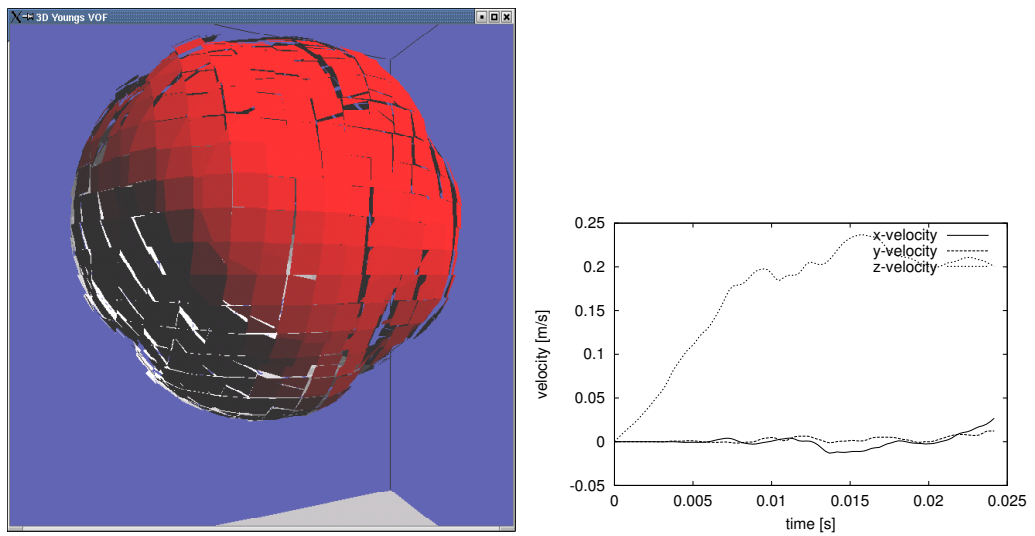 3D Youngs VOF
0.25
0.2
0.15
0.1
0.05
0
-0.05
velocity [m/s]
x-velocity
y-velocity
z-velocity
0 0.005 0.01 0.015 0.02 0.025
time [s]